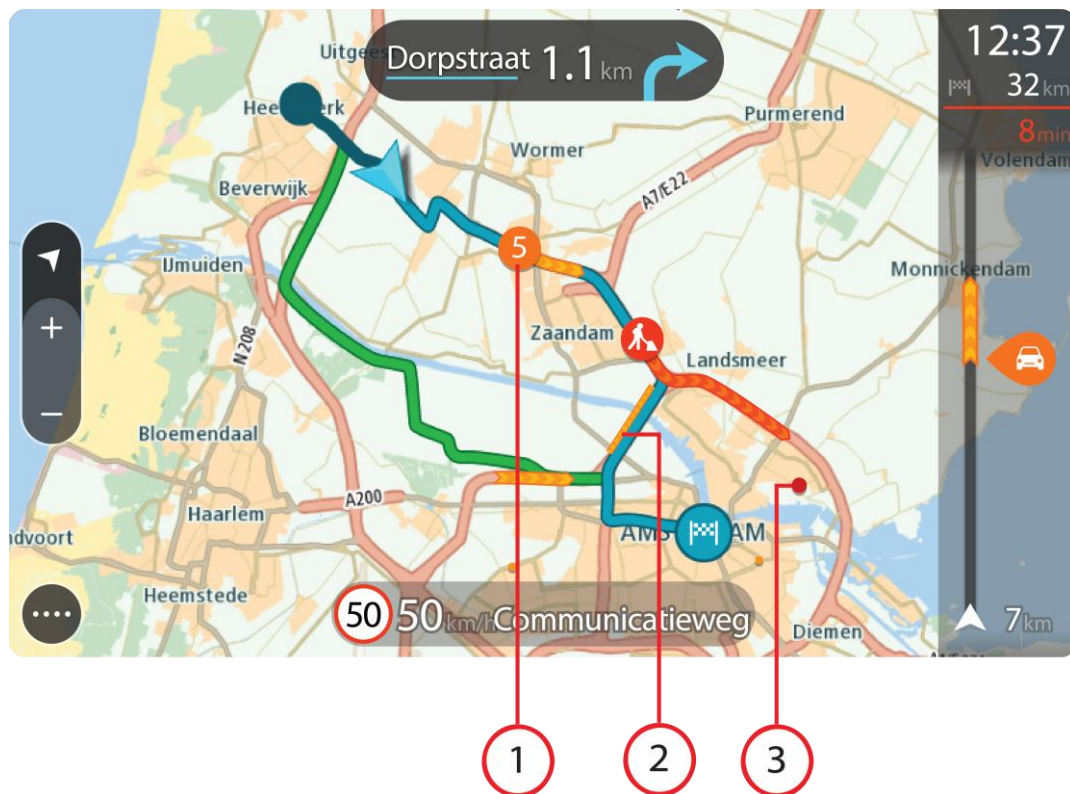 12:37
Dorpstraat 1.1 km
32 km
8 min
Uitgeest
Purmerend
Wormer
Volendam
Beverwijk
A7/E22
5
IJmuiden
Monnickendam
N 208
Zaandam
Landsmeer
Bloemendaal
A200
Haarlem
Heemstede
50 50 km/h Communicatieweg
Diemen
7 km
1
2
3